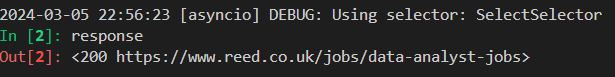 2024-03-05 22:56:23 [asyncio] DEBUG: Using selector: SelectSelector
In [2]: response
Out[2]: <200 https://www.reed.co.uk/jobs/data-analyst-jobs>